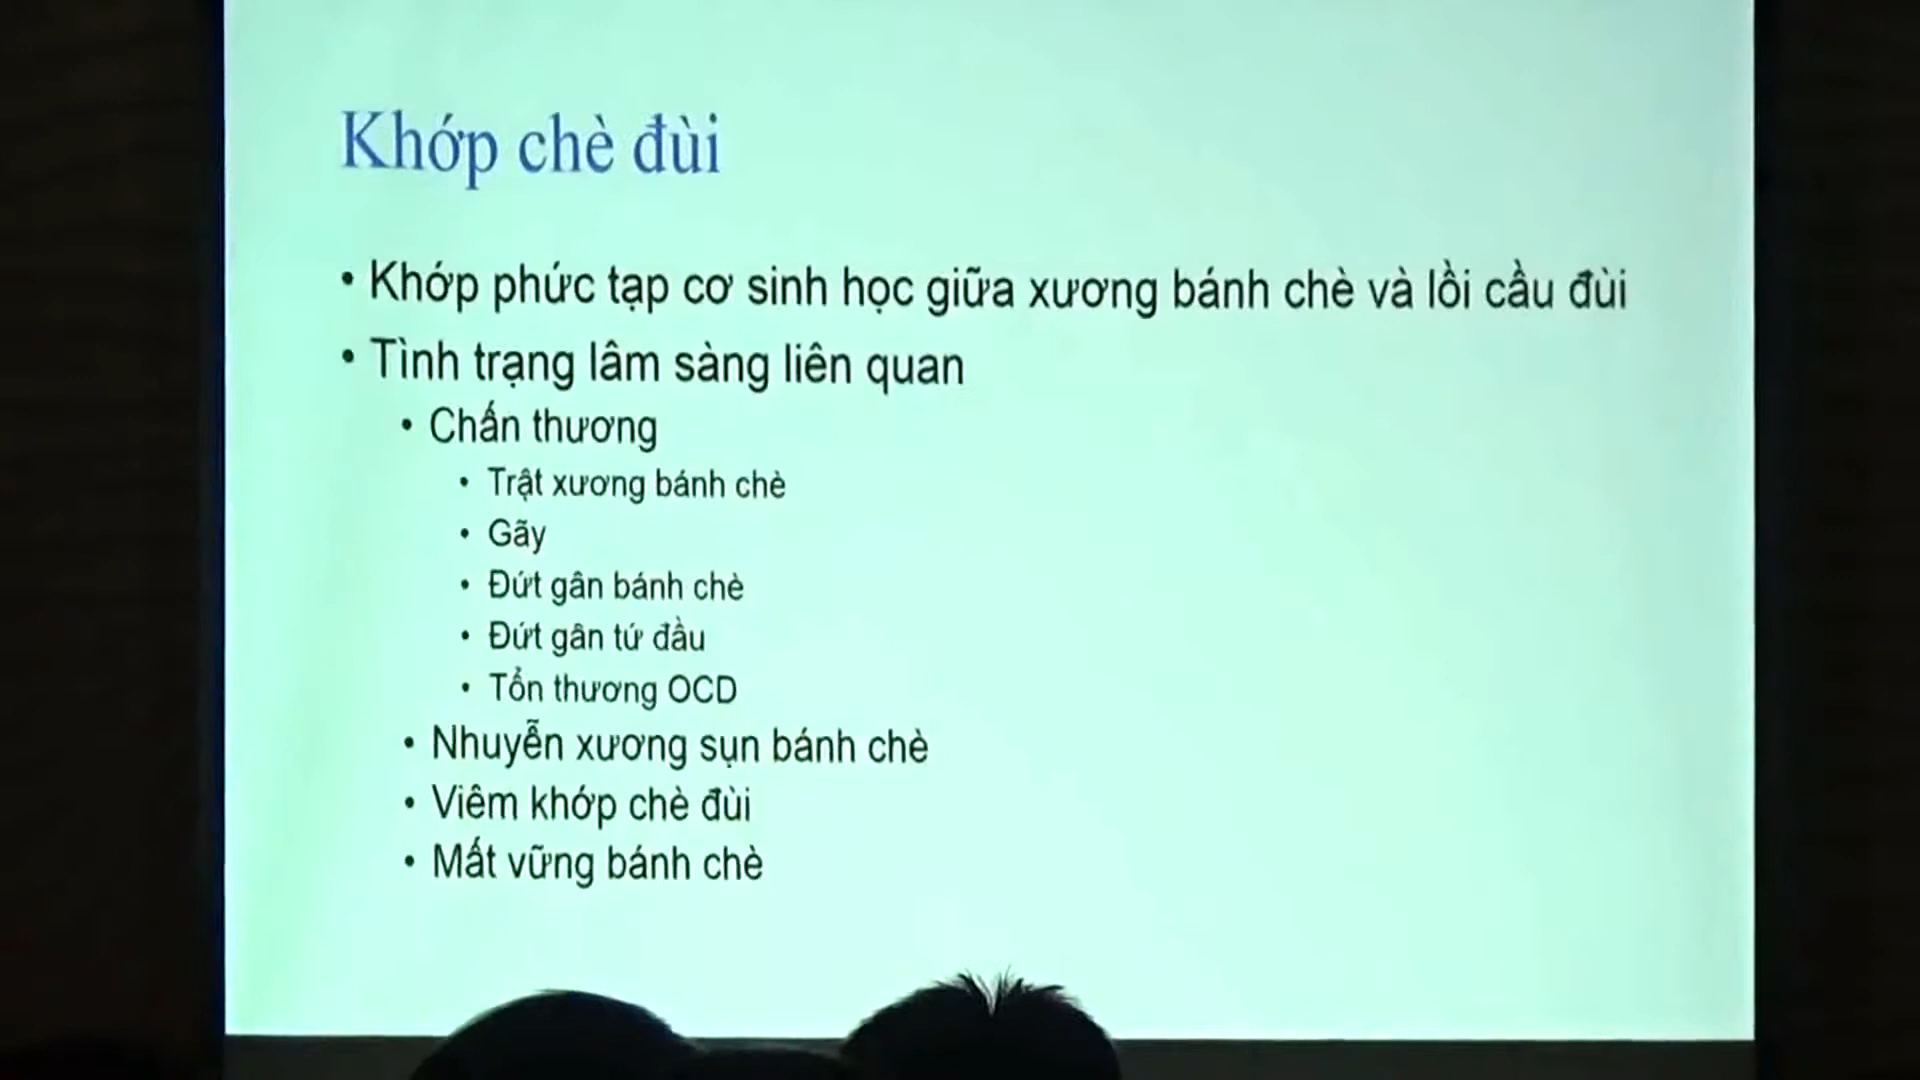 Khớp chè đùi
• Khớp phức tạp cơ sinh học giữa xương bánh chè và lồi cầu đùi
• Tình trạng lâm sàng liên quan
• Chấn thương
• Trật xương bánh chè
• Gãy
• Đứt gân bánh chè
• Đứt gân tứ đầu
• Tổn thương OCD
• Nhuyễn xương sụn bánh chè
• Viêm khớp chè đùi
• Mất vững bánh chè